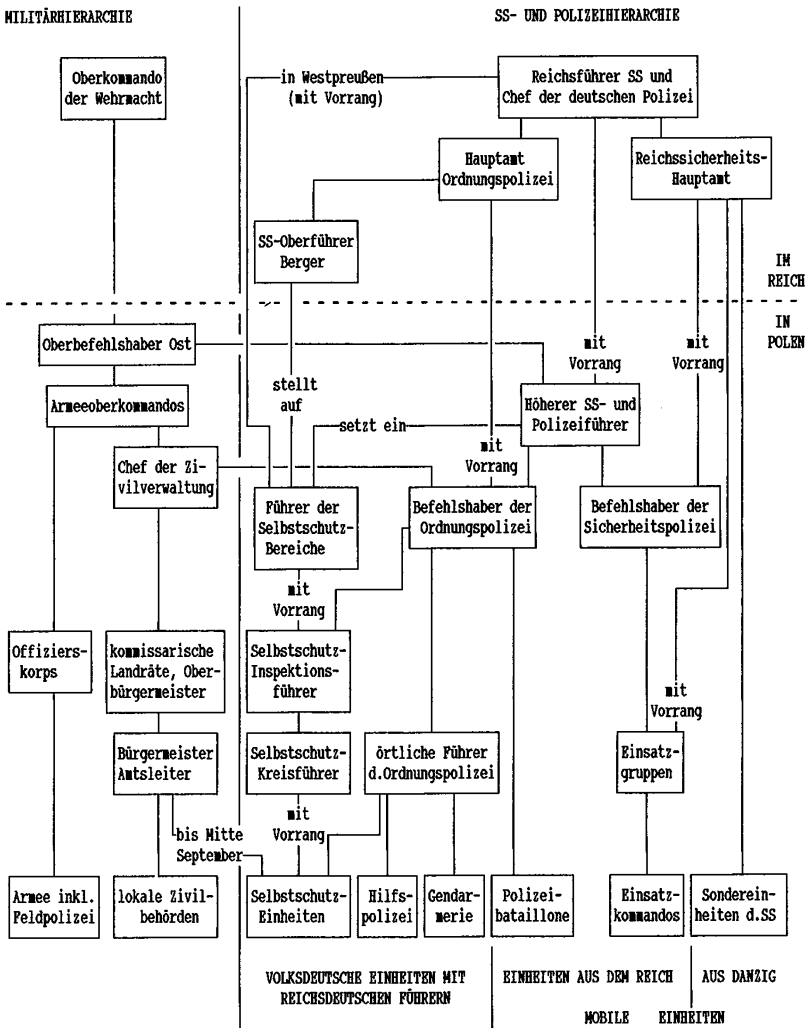 MILITÄRHIERARCHIE
SS- UND POLIZEIHIERARCHIE
Oberkommando
der Wehrmacht
in Westpreußen
(mit Vorrang)
Reichsführer SS und
Chef der deutschen Polizei
Hauptamt
Ordnungspolizei
Reichssicherheits-
Hauptamt
SS-Oberführer
Berger
IM
REICH
IN
POLEN
Oberbefehlshaber Ost
mit
Vorrang
mit
Vorrang
Armeeoberkommandos
stellt
auf
setzt ein
Höherer SS- und
Polizeiführer
mit
Vorrang
Chef der Zi-
vilverwaltung
Führer der
Selbstschutz-
Bereiche
Befehlshaber der
Ordnungspolizei
Befehlshaber der
Sicherheitspolizei
mit
Vorrang
Offiziers-
korps
kommissarische
Landräte, Ober-
bürgermeister
Selbstschutz-
Inspektions-
führer
mit
Vorrang
Bürgermeister
Amtsleiter
Selbstschutz-
Kreisführer
örtliche Führer
d.Ordnungspolizei
Einsatz-
gruppen
mit
Vorrang
bis Mitte
September
Armee inkl.
Feldpolizei
lokale Zivil-
behörden
Selbstschutz-
Einheiten
Hilfs-
polizei
Gendar-
merie
Polizei-
bataillone
Einsatz-
kommandos
Sonderein-
heiten d.SS
VOLKSDEUTSCHE EINHEITEN MIT
REICHSDEUTSCHEN FÜHRERN
EINHEITEN AUS DEM REICH
AUS DANZIG
MOBILE EINHEITEN